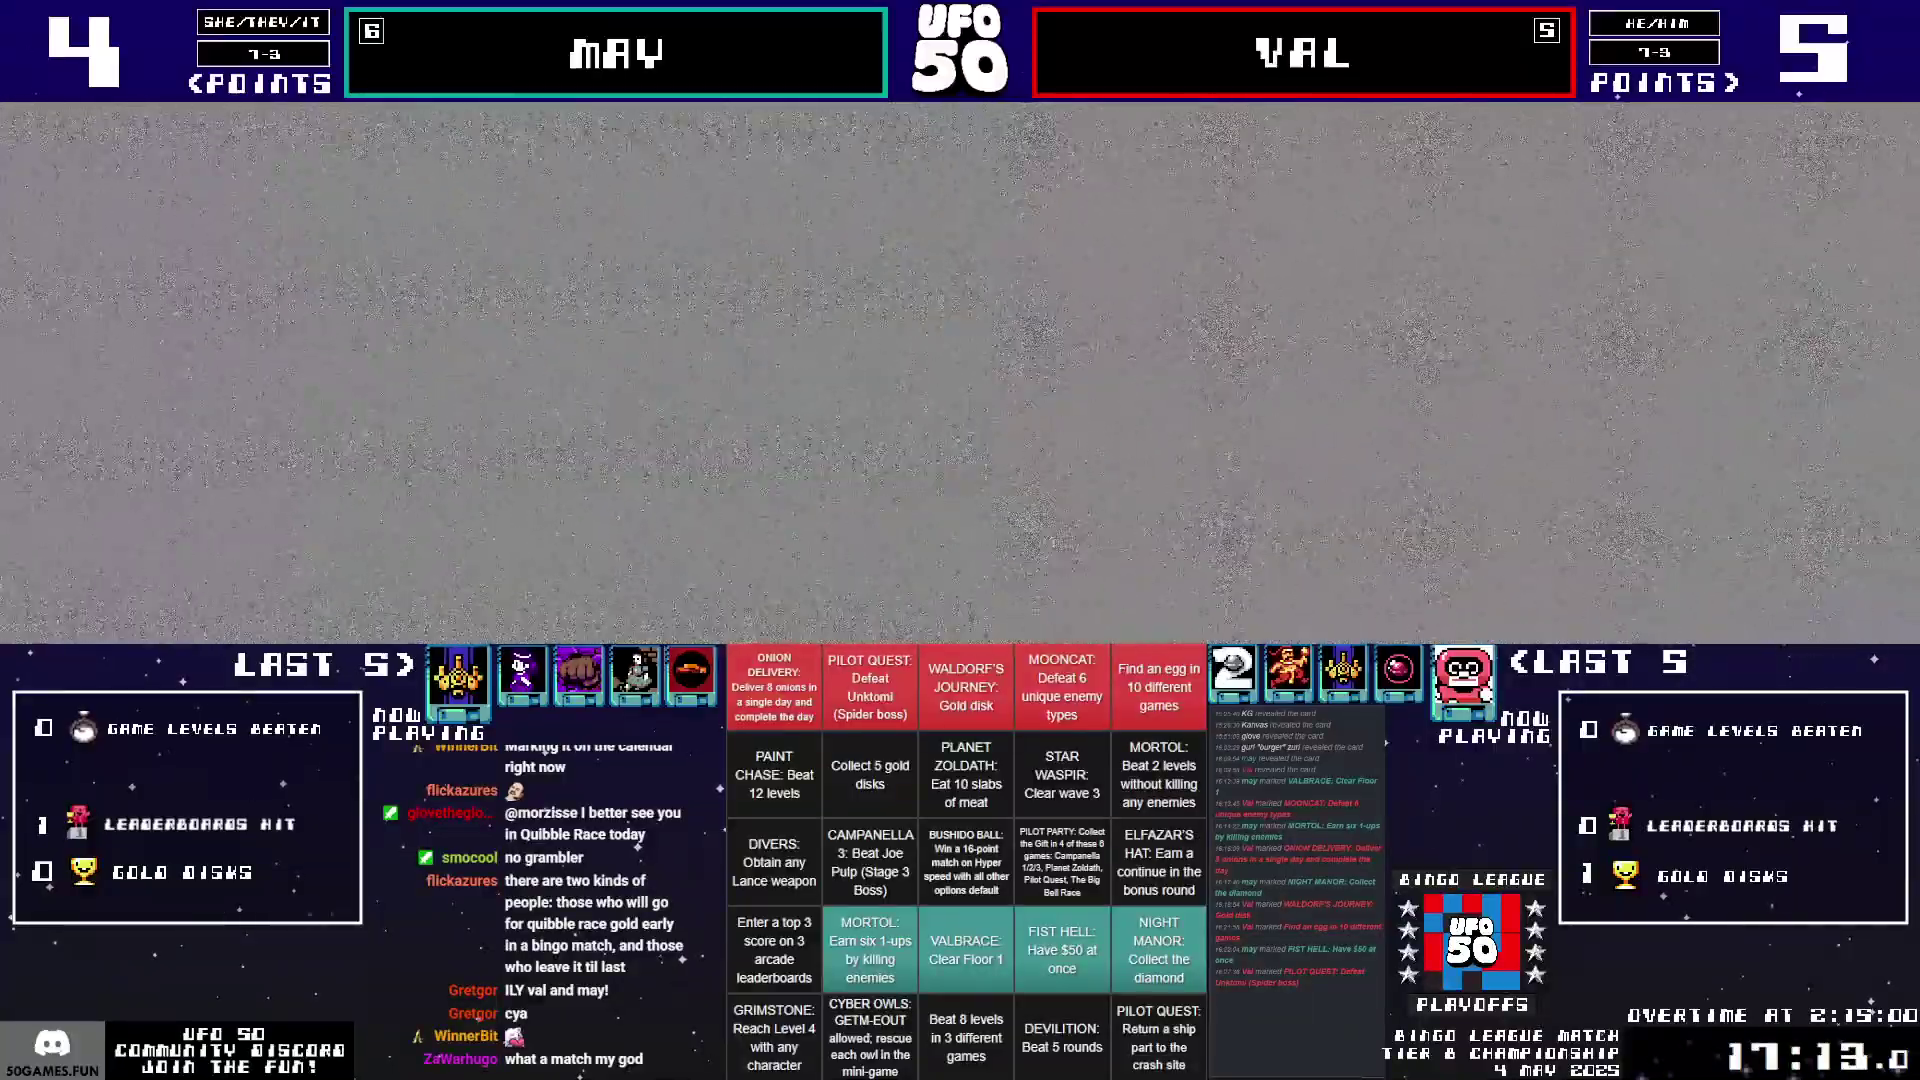 4
SHE/THEY/IT
7-3
<POINTS
6
MAY
UFO
50
VAL
5
HE/HIM
7-3
POINTS>
5
LAST 5>
NOW
PLAYING
0 GAME LEVELS BEATEN
1 LEADERBOARDS HIT
0 GOLD DISKS
50GAMES.FUN
UFO 50
COMMUNITY DISCORD
JOIN THE FUN!
WinnerBit marking it on the calendar
right now
flickazures
glovetheglo... @morzisse I better see you
in Quibble Race today
smocool no grambler
flickazures there are two kinds of
people: those who will go
for quibble race gold early
in a bingo match, and those
who leave it til last
Gretgor ILY val and may!
Gretgor cya
WinnerBit
ZaWarhugo what a match my god
ONION
DELIVERY:
Deliver 8 onions in
a single day and
complete the day
PILOT QUEST:
Defeat
Unktomi
(Spider boss)
WALDORF'S
JOURNEY:
Gold disk
MOONCAT:
Defeat 6
unique enemy
types
Find an egg in
10 different
games
PAINT
CHASE: Beat
12 levels
Collect 5 gold
disks
PLANET
ZOLDATH:
Eat 10 slabs
of meat
STAR
WASPIR:
Clear wave 3
MORTOL:
Beat 2 levels
without killing
any enemies
DIVERS:
Obtain any
Lance weapon
CAMPANELLA
3: Beat Joe
Pulp (Stage 3
Boss)
BUSHIDO BALL:
Win a 16-point
match on Hyper
speed with all other
options default
PILOT PARTY: Collect
the Gift in 4 of these 6
games: Campanella
1/2/3, Planet Zoldath,
Pilot Quest, The Big
Bell Race
ELFAZAR'S
HAT: Earn a
continue in the
bonus round
Enter a top 3
score on 3
arcade
leaderboards
MORTOL:
Earn six 1-ups
by killing
enemies
VALBRACE:
Clear Floor 1
FIST HELL:
Have $50 at
once
NIGHT
MANOR:
Collect the
diamond
GRIMSTONE:
Reach Level 4
with any
character
CYBER OWLS:
GETM-EOUT
allowed; rescue
each owl in the
mini-game
Beat 8 levels
in 3 different
games
DEVILITION:
Beat 5 rounds
PILOT QUEST:
Return a ship
part to the
crash site
KG revealed the card
Kanvas revealed the card
glove revealed the card
gurl "burger" zuri revealed the card
may revealed the card
Val revealed the card
may marked VALBRACE: Clear Floor
1
Val marked MOONCAT: Defeat 6
unique enemy types
may marked MORTOL: Earn six 1-ups
by killing enemies
Val marked ONION DELIVERY: Deliver
8 onions in a single day and complete the
day
may marked NIGHT MANOR: Collect
the diamond
Val marked WALDORF'S JOURNEY:
Gold disk
Val marked Find an egg in 10 different
games
may marked FIST HELL: Have $50 at
once
Val marked PILOT QUEST: Defeat
Unktomi (Spider boss)
<LAST 5
NOW
PLAYING
0 GAME LEVELS BEATEN
0 LEADERBOARDS HIT
1 GOLD DISKS
BINGO LEAGUE
UFO
50
PLAYOFFS
BINGO LEAGUE MATCH
TIER B CHAMPIONSHIP
4 MAY 2025
OVERTIME AT 2:15:00
17:13.0